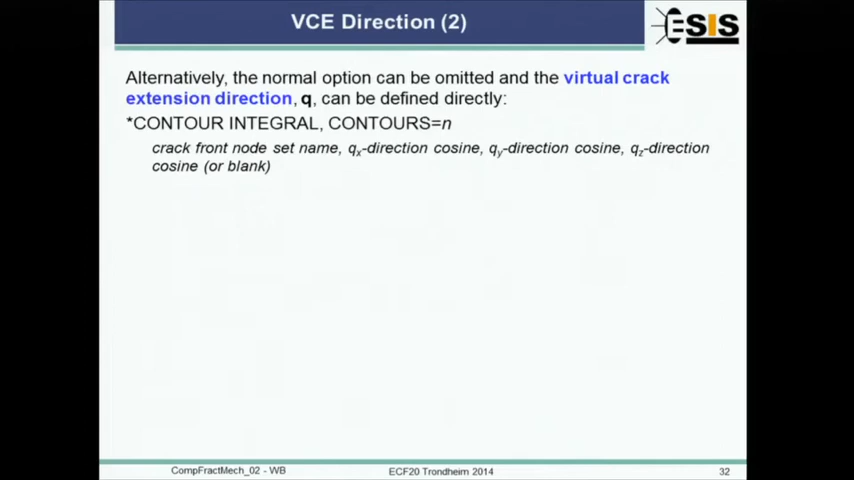 VCE Direction (2)
ESIS
Alternatively, the normal option can be omitted and the virtual crack
extension direction, q, can be defined directly:
*CONTOUR INTEGRAL, CONTOURS=n
crack front node set name, qx-direction cosine, qy-direction cosine, qz-direction
cosine (or blank)
CompFractMech_02 - WB
ECF20 Trondheim 2014
32